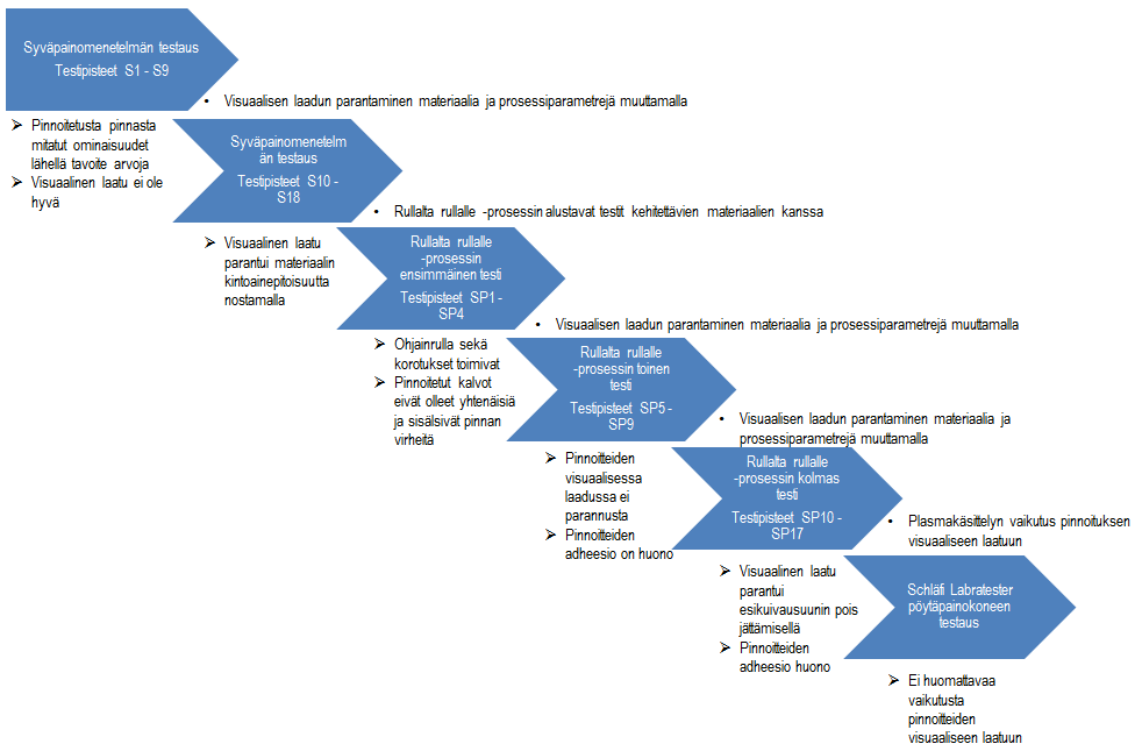 Syväpainomenetelmän testaus
Testipisteet S1 - S9
• Visuaalisen laadun parantaminen materiaalia ja prosessiparametrejä muuttamalla
➢ Pinnoitetusta pinnasta
mitatut ominaisuudet
lähellä tavoite arvoja
➢ Visuaalinen laatu ei ole
hyvä
Syväpainomenetelm
än testaus
Testipisteet S10 -
S18
• Rullalta rullalle -prosessin alustavat testit kehitettävien materiaalien kanssa
➢ Visuaalinen laatu
parantui materiaalin
kintoainepitoisuutta
nostamalla
Rullalta rullalle
-prosessin
ensimmäinen testi
Testipisteet SP1 -
SP4
• Visuaalisen laadun parantaminen materiaalia ja prosessiparametrejä muuttamalla
➢ Ohjainrulla sekä
korotukset toimivat
➢ Pinnoitetut kalvot
eivät olleet yhtenäisiä
ja sisälsivät pinnan
virheitä
Rullalta rullalle
-prosessin toinen
testi
Testipisteet SP5 -
SP9
• Visuaalisen laadun parantaminen materiaalia ja
prosessiparametrejä muuttamalla
➢ Pinnoitteiden
visuaalisessa
laadussa ei
parannusta
➢ Pinnoitteiden
adheesio on huono
Rullalta rullalle
-prosessin kolmas
testi
Testipisteet SP10 -
SP17
• Plasmakäsittelyn vaikutus pinnoituksen
visuaaliseen laatuun
➢ Visuaalinen laatu
parantui
esikuivausuunin pois
jättämisellä
➢ Pinnoitteiden
adheesio huono
Schläfi Labratester
pöytäpainokoneen
testaus
➢ Ei huomattavaa
vaikutusta
pinnoitteiden
visuaaliseen laatuun